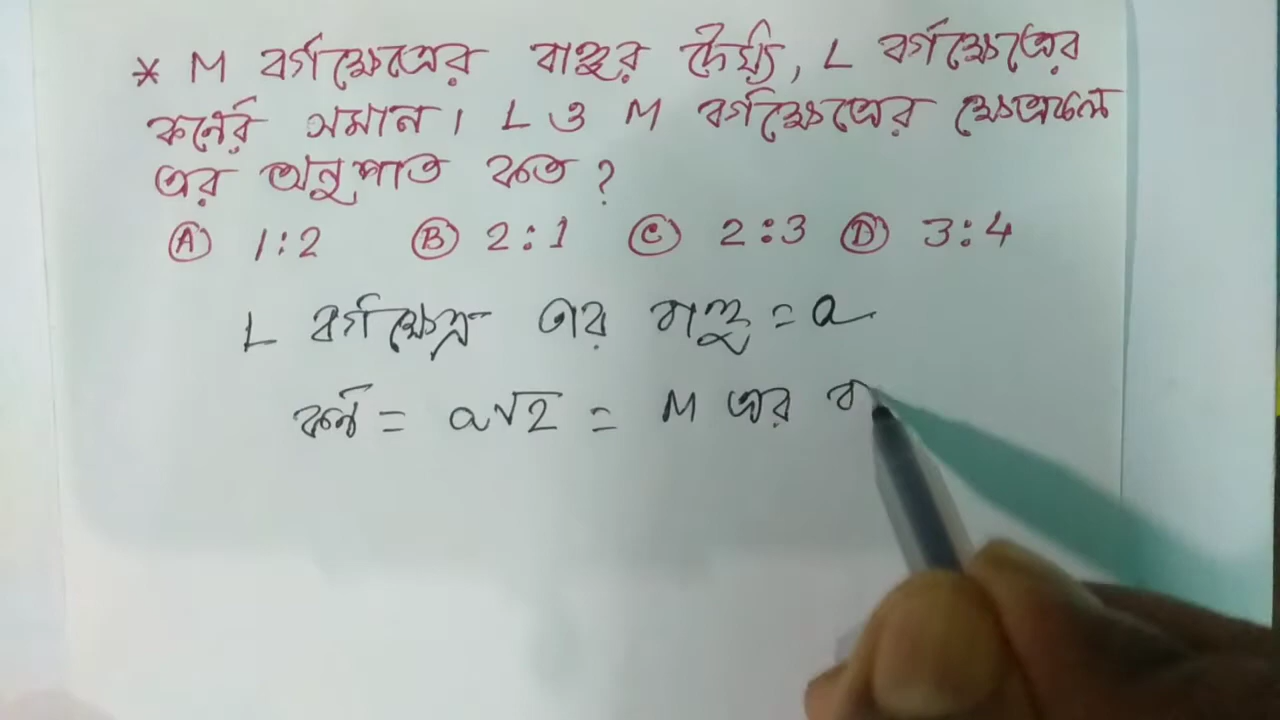 * M বর্গক্ষেত্রের বাহুর দৈর্ঘ্য, L বর্গক্ষেত্রের
কর্নের সমান। L ও M বর্গক্ষেত্রের ক্ষেত্রফল
এর অনুপাত কত ?
(A) 1:2 (B) 2:1 (C) 2:3 (D) 3:4
L বর্গক্ষেত্র এর বাহু = a
কর্ন = a√2 = M এর ব